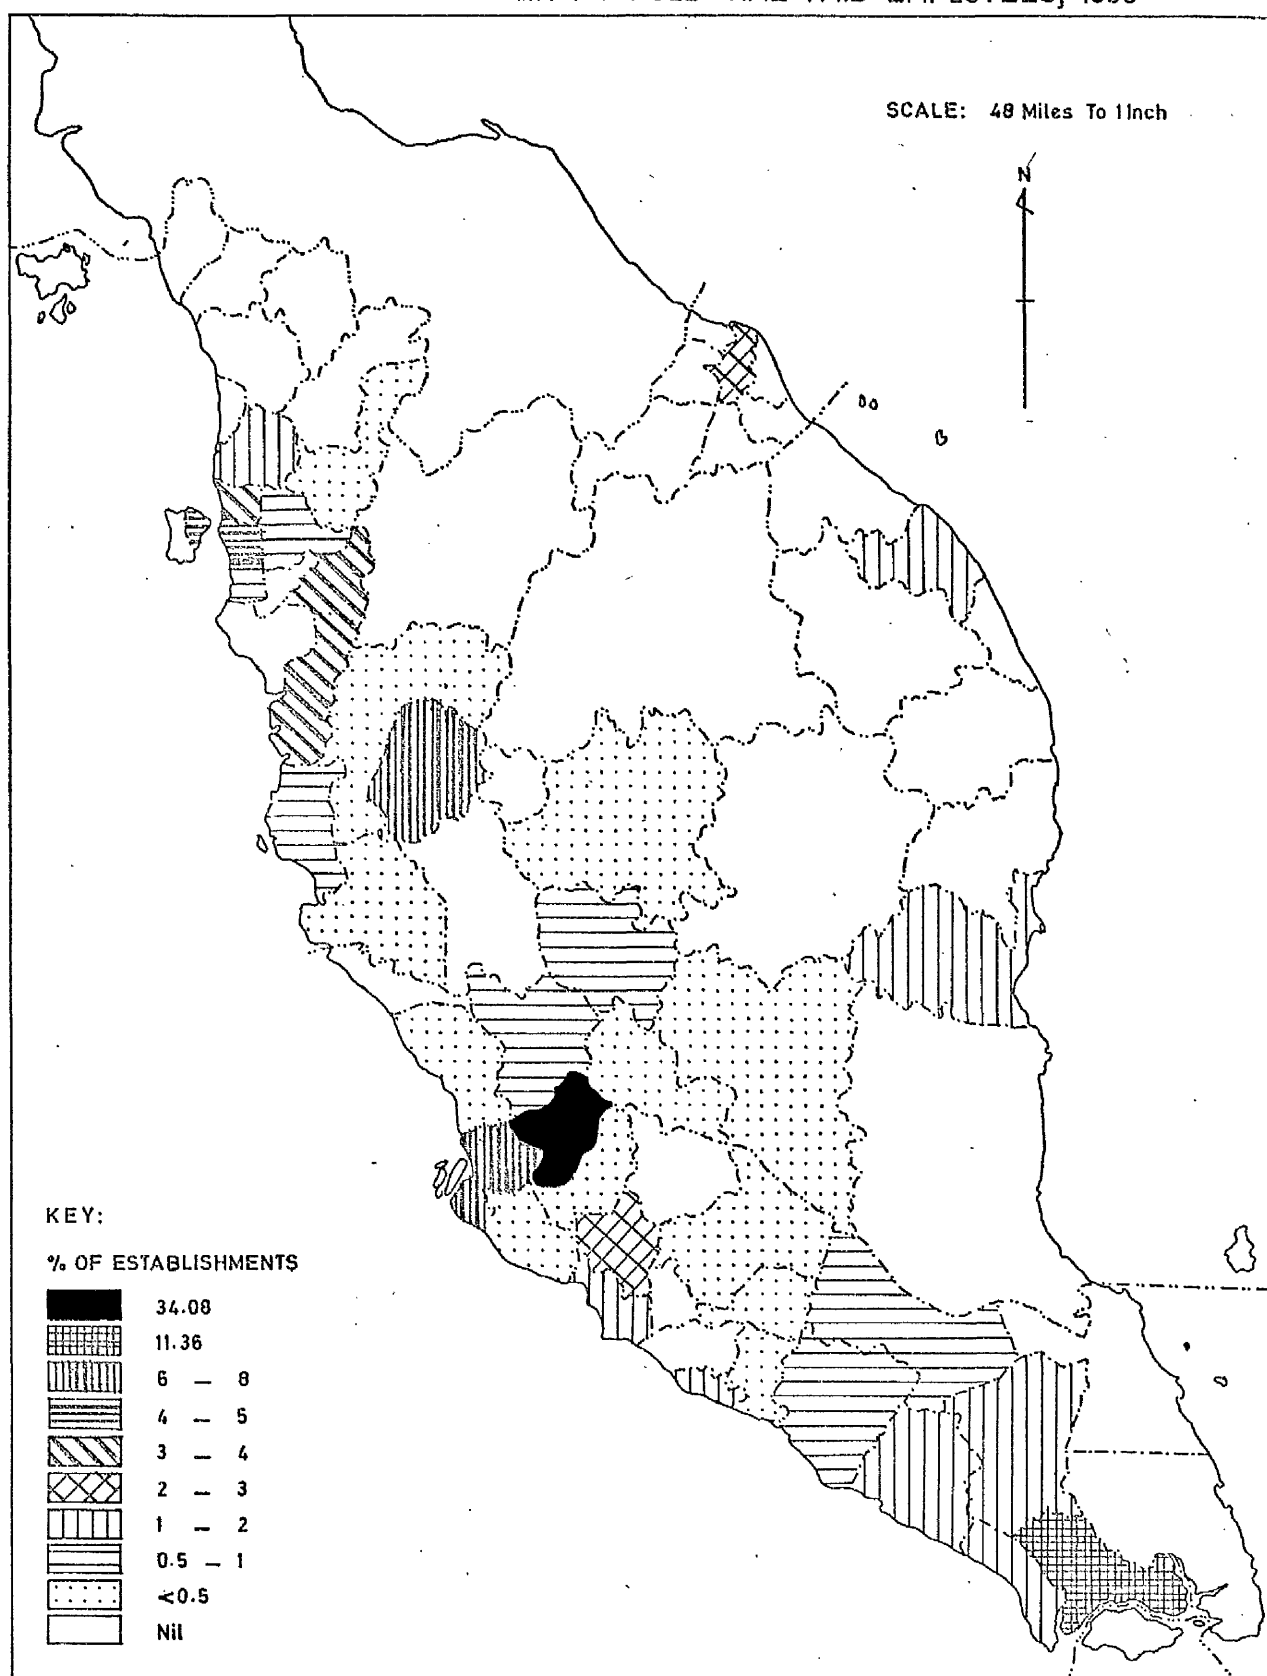 SCALE: 48 Miles To 1 Inch
N
KEY:
% OF ESTABLISHMENTS
34.08
11.36
6 — 8
4 — 5
3 — 4
2 — 3
1 — 2
0.5 — 1
<0.5
Nil